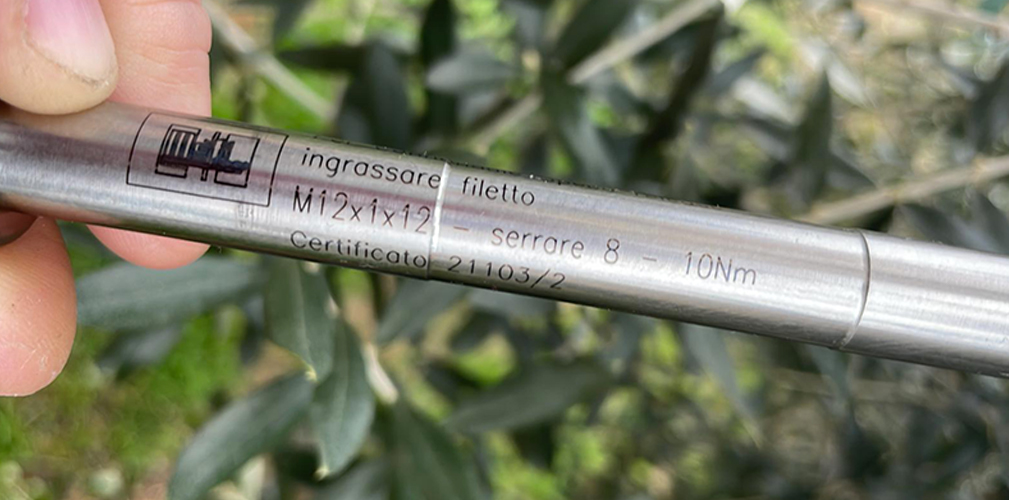 ingrassare filetto
M12x1x12 - serrare 8 - 10Nm
Certificato 21103/2